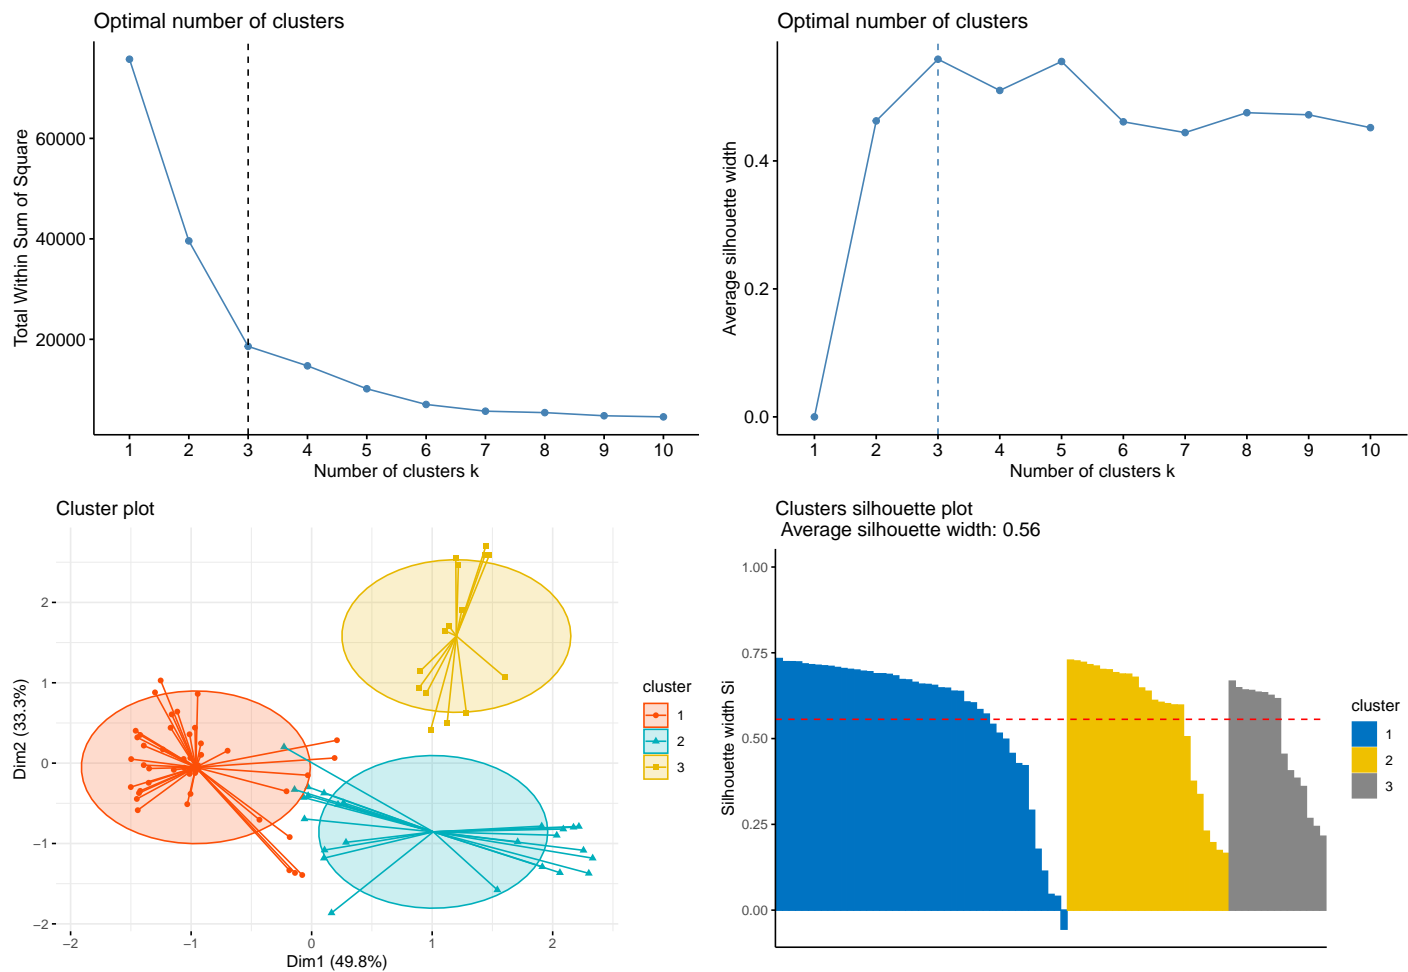 Optimal number of clusters
Total Within Sum of Square
60000
40000
20000
1 2 3 4 5 6 7 8 9 10
Number of clusters k
Optimal number of clusters
Average silhouette width
0.4
0.2
0.0
1 2 3 4 5 6 7 8 9 10
Number of clusters k
Cluster plot
Dim2 (33.3%)
2
1
0
−1
−2
−2 −1 0 1 2
Dim1 (49.8%)
cluster
1
2
3
Clusters silhouette plot
Average silhouette width: 0.56
Silhouette width Si
1.00
0.75
0.50
0.25
0.00
cluster
1
2
3